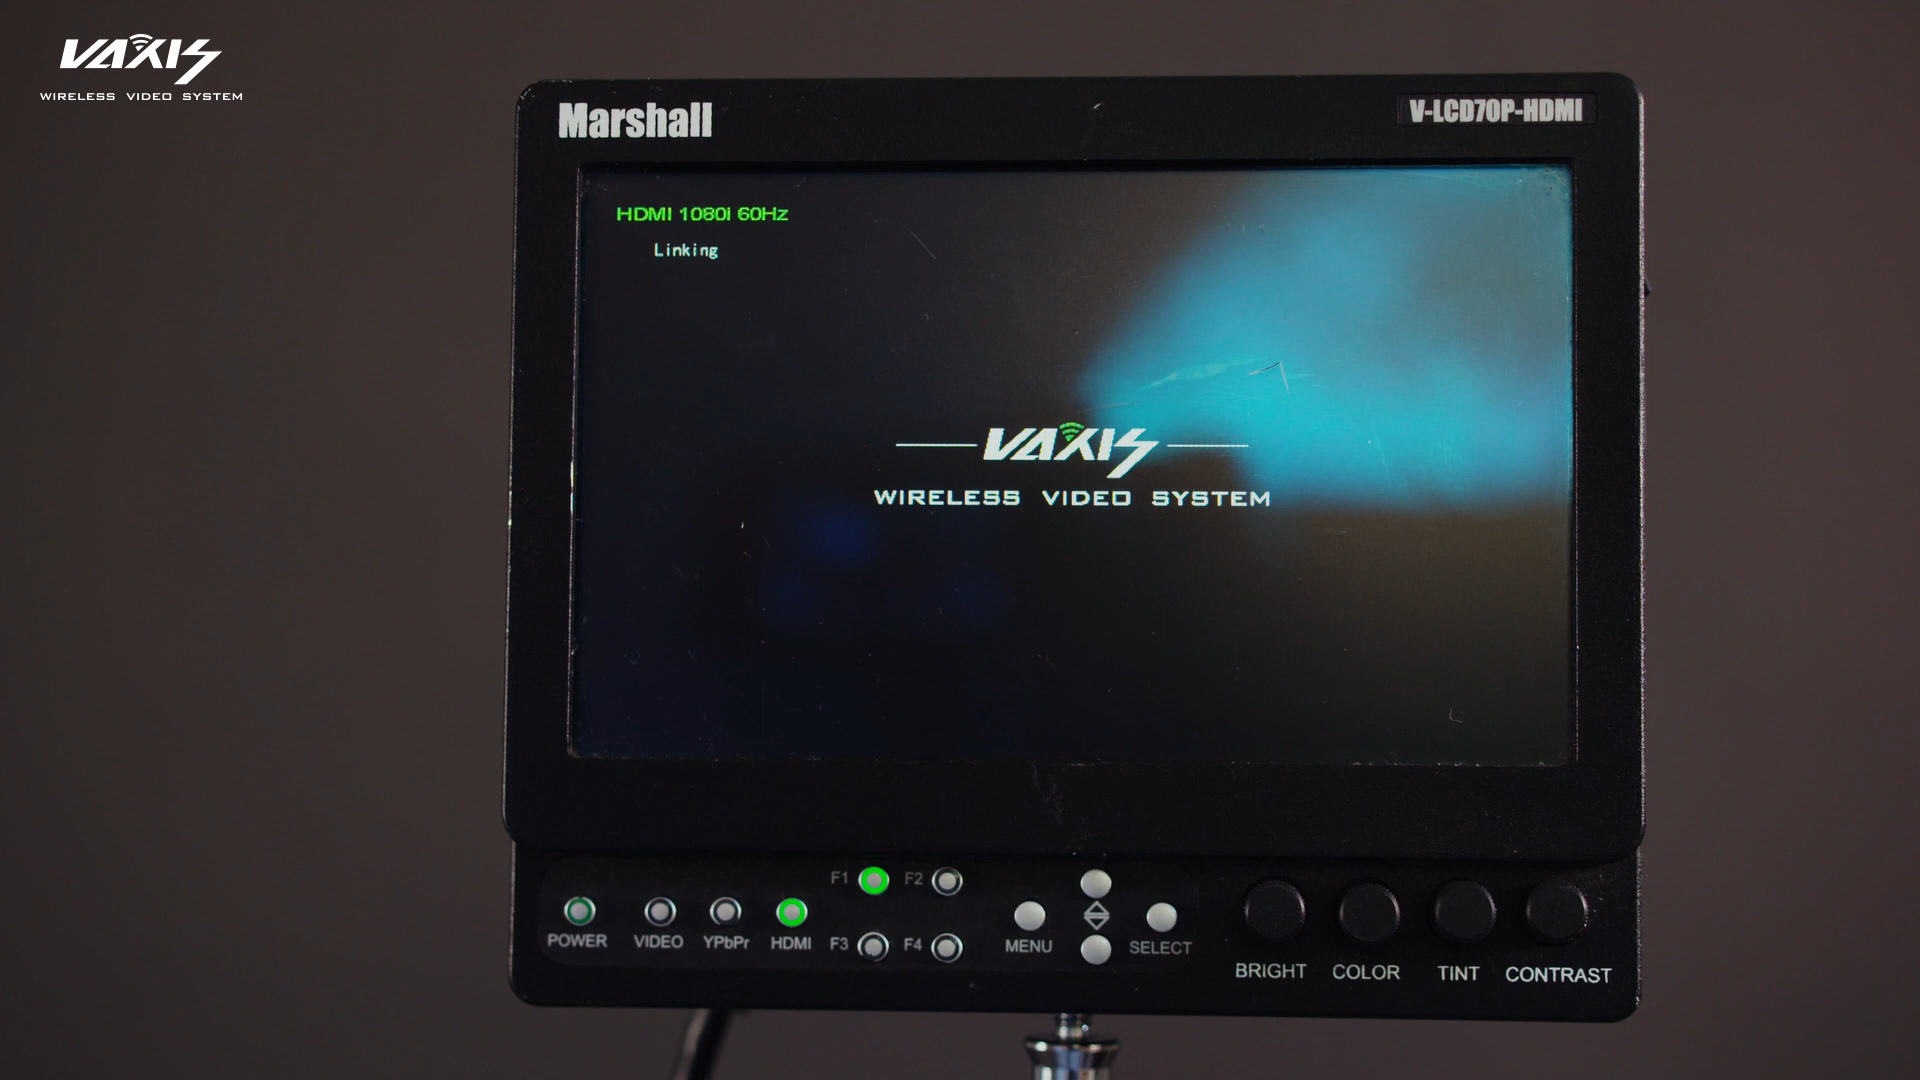 VAXIS
WIRELESS VIDEO SYSTEM
Marshall
V-LCD70P-HDMI
HDMI 1080i 60Hz
Linking
VAXIS
WIRELESS VIDEO SYSTEM
F1
F2
POWER
VIDEO
YPbPr
HDMI
F3
F4
MENU
SELECT
BRIGHT
COLOR
TINT
CONTRAST